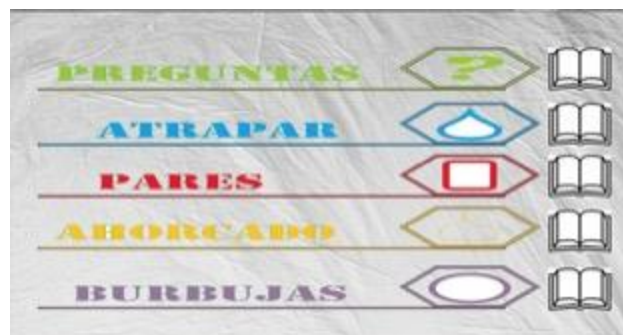 PREGUNTAS ?
ATRAPAR
PARES
AHORCADO
BURBUJAS